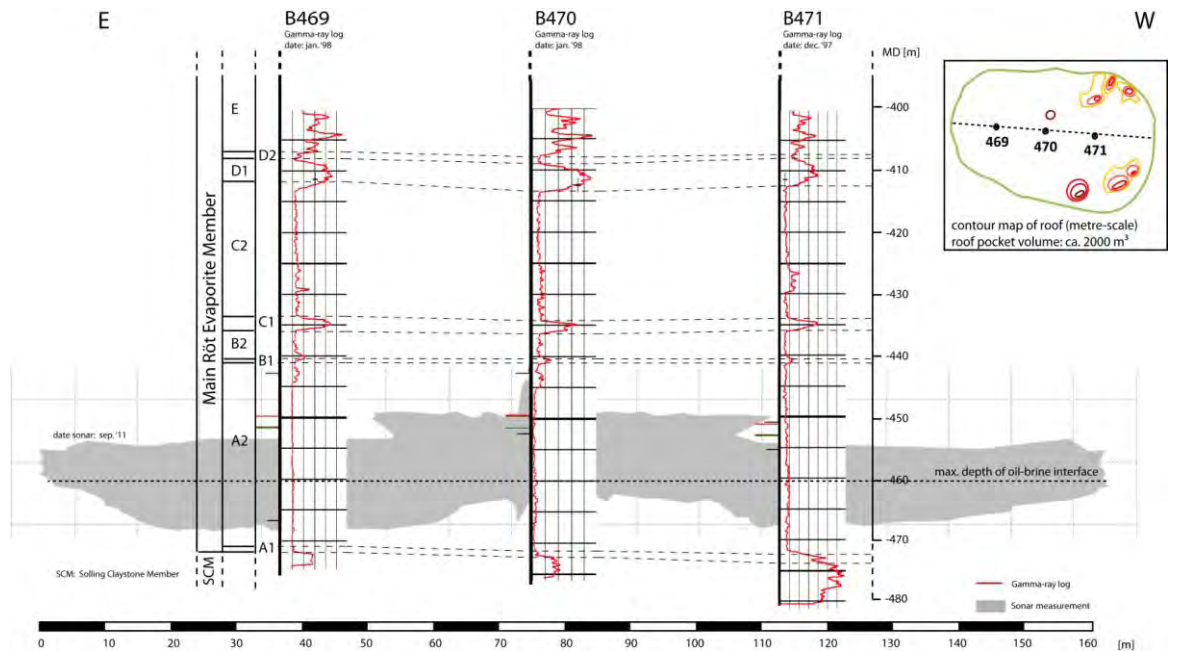 E
B469
Gamma-ray log
date: jan. '98
B470
Gamma-ray log
date: jan. '98
B471
Gamma-ray log
date: dec. '97
W
MD [m]
-400
-410
-420
-430
-440
-450
-460
-470
-480
469
470
471
contour map of roof (metre-scale)
roof pocket volume: ca. 2000 m³
Main Röt Evaporite Member
SCM
E
D2
D1
C2
C1
B2
B1
A2
A1
date sonar: sep. '11
max. depth of oil-brine interface
SCM: Solling Claystone Member
Gamma-ray log
Sonar measurement
0 10 20 30 40 50 60 70 80 90 100 110 120 130 140 150 160 [m]